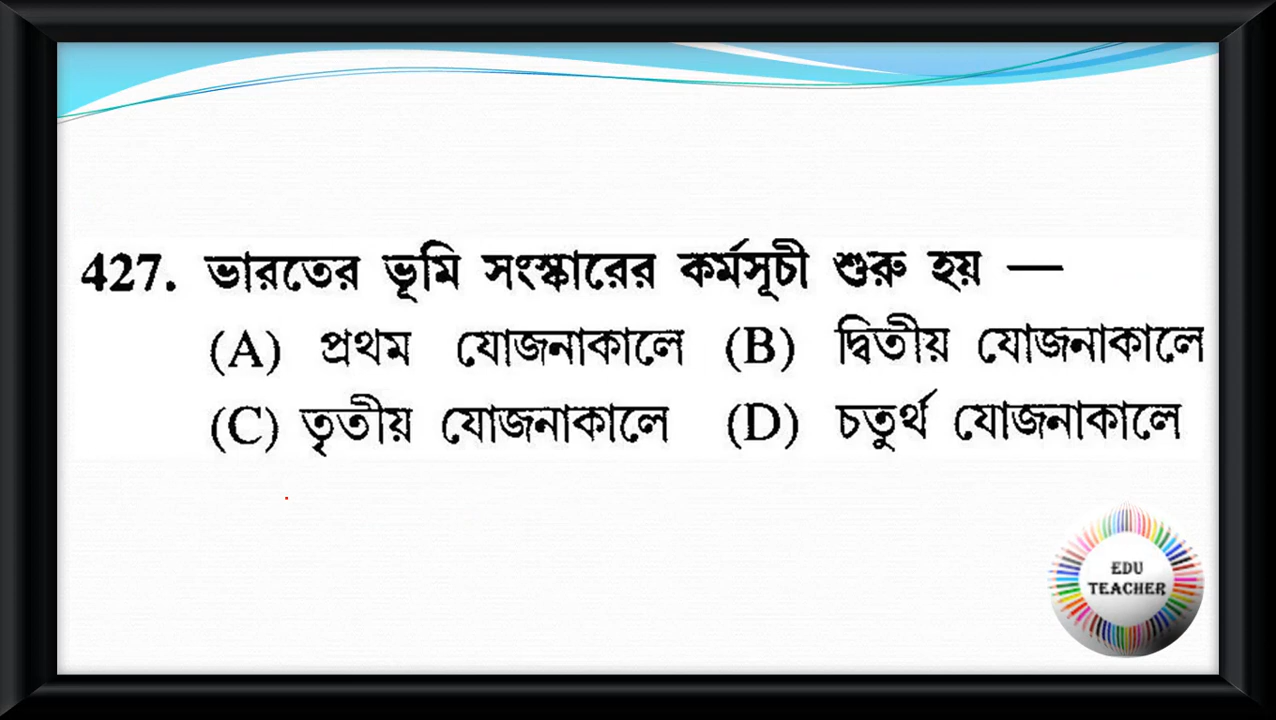 427. ভারতের ভূমি সংস্কারের কর্মসূচী শুরু হয় —
(A) প্রথম যোজনাকালে (B) দ্বিতীয় যোজনাকালে
(C) তৃতীয় যোজনাকালে (D) চতুর্থ যোজনাকালে
EDU
TEACHER